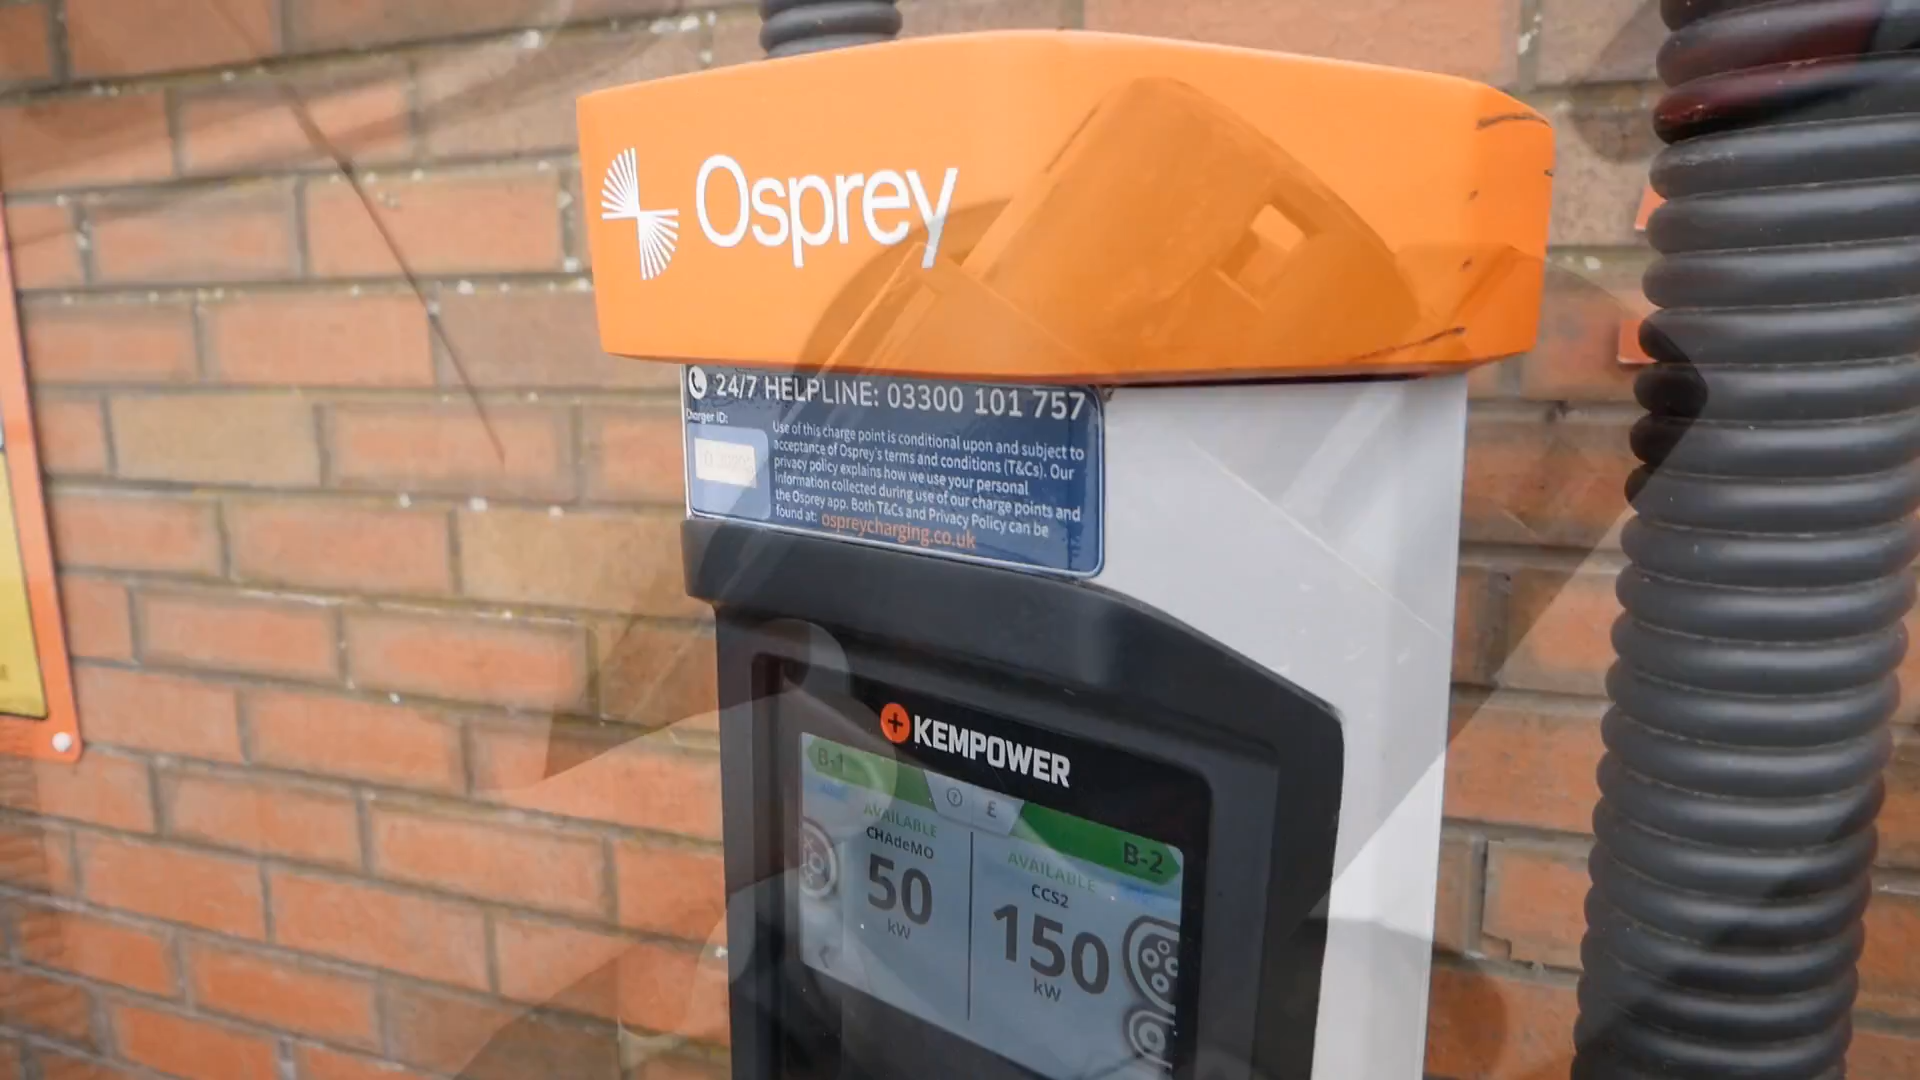 Osprey
24/7 HELPLINE: 03300 101 757
Charger ID:
Use of this charge point is conditional upon and subject to
acceptance of Osprey's terms and conditions (T&Cs). Our
privacy policy explains how we use your personal
information collected during use of our charge points and
the Osprey app. Both T&Cs and Privacy Policy can be
found at: ospreycharging.co.uk
KEMPOWER
B-1
? £
B-2
AVAILABLE
CHAdeMO
50
kW
AVAILABLE
CCS2
150
kW